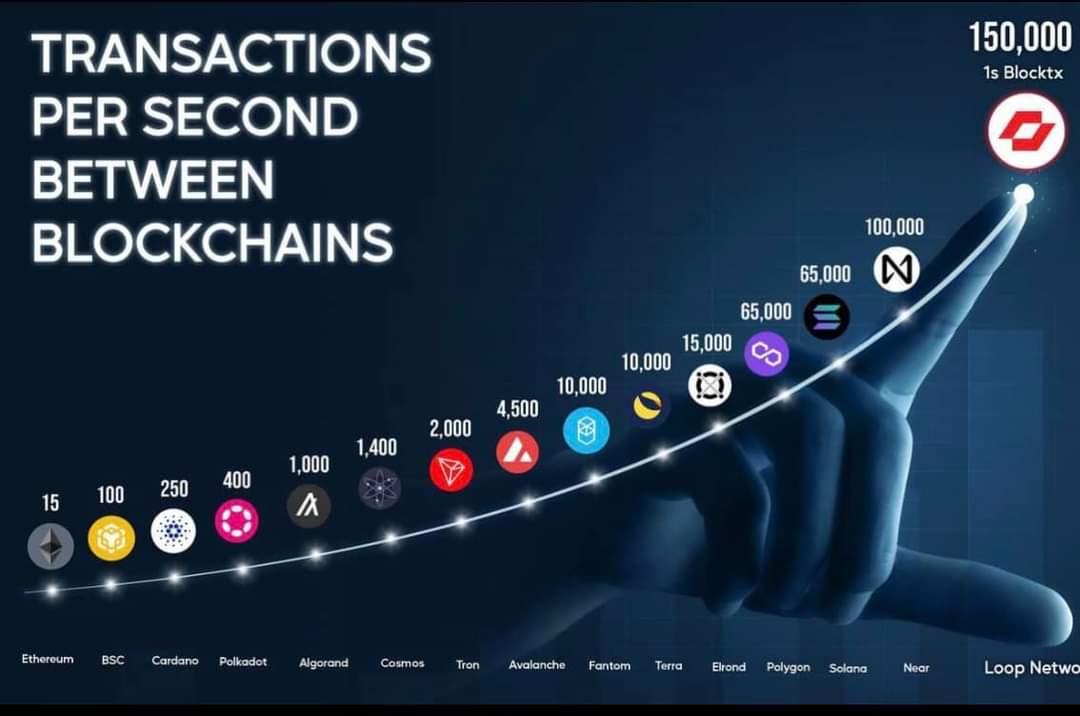 TRANSACTIONS
PER SECOND
BETWEEN
BLOCKCHAINS
150,000
1s Blocktx
100,000
65,000
65,000
15,000
10,000
10,000
4,500
2,000
1,400
1,000
400
250
100
15
Ethereum BSC Cardano Polkadot Algorand Cosmos Tron Avalanche Fantom Terra Elrond Polygon Solana Near Loop Netwo